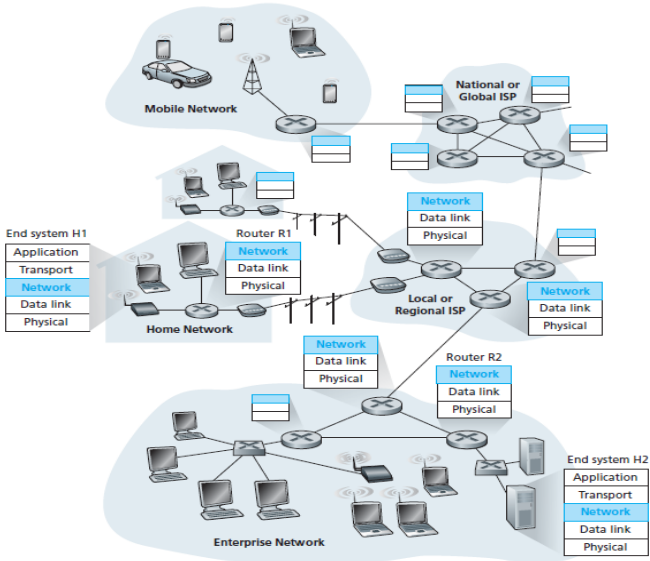 Mobile Network
National or
Global ISP
Network
Data link
Physical
End system H1
Application
Transport
Network
Data link
Physical
Router R1
Network
Data link
Physical
Home Network
Local or
Regional ISP
Network
Data link
Physical
Network
Data link
Physical
Router R2
Network
Data link
Physical
End system H2
Application
Transport
Network
Data link
Physical
Enterprise Network